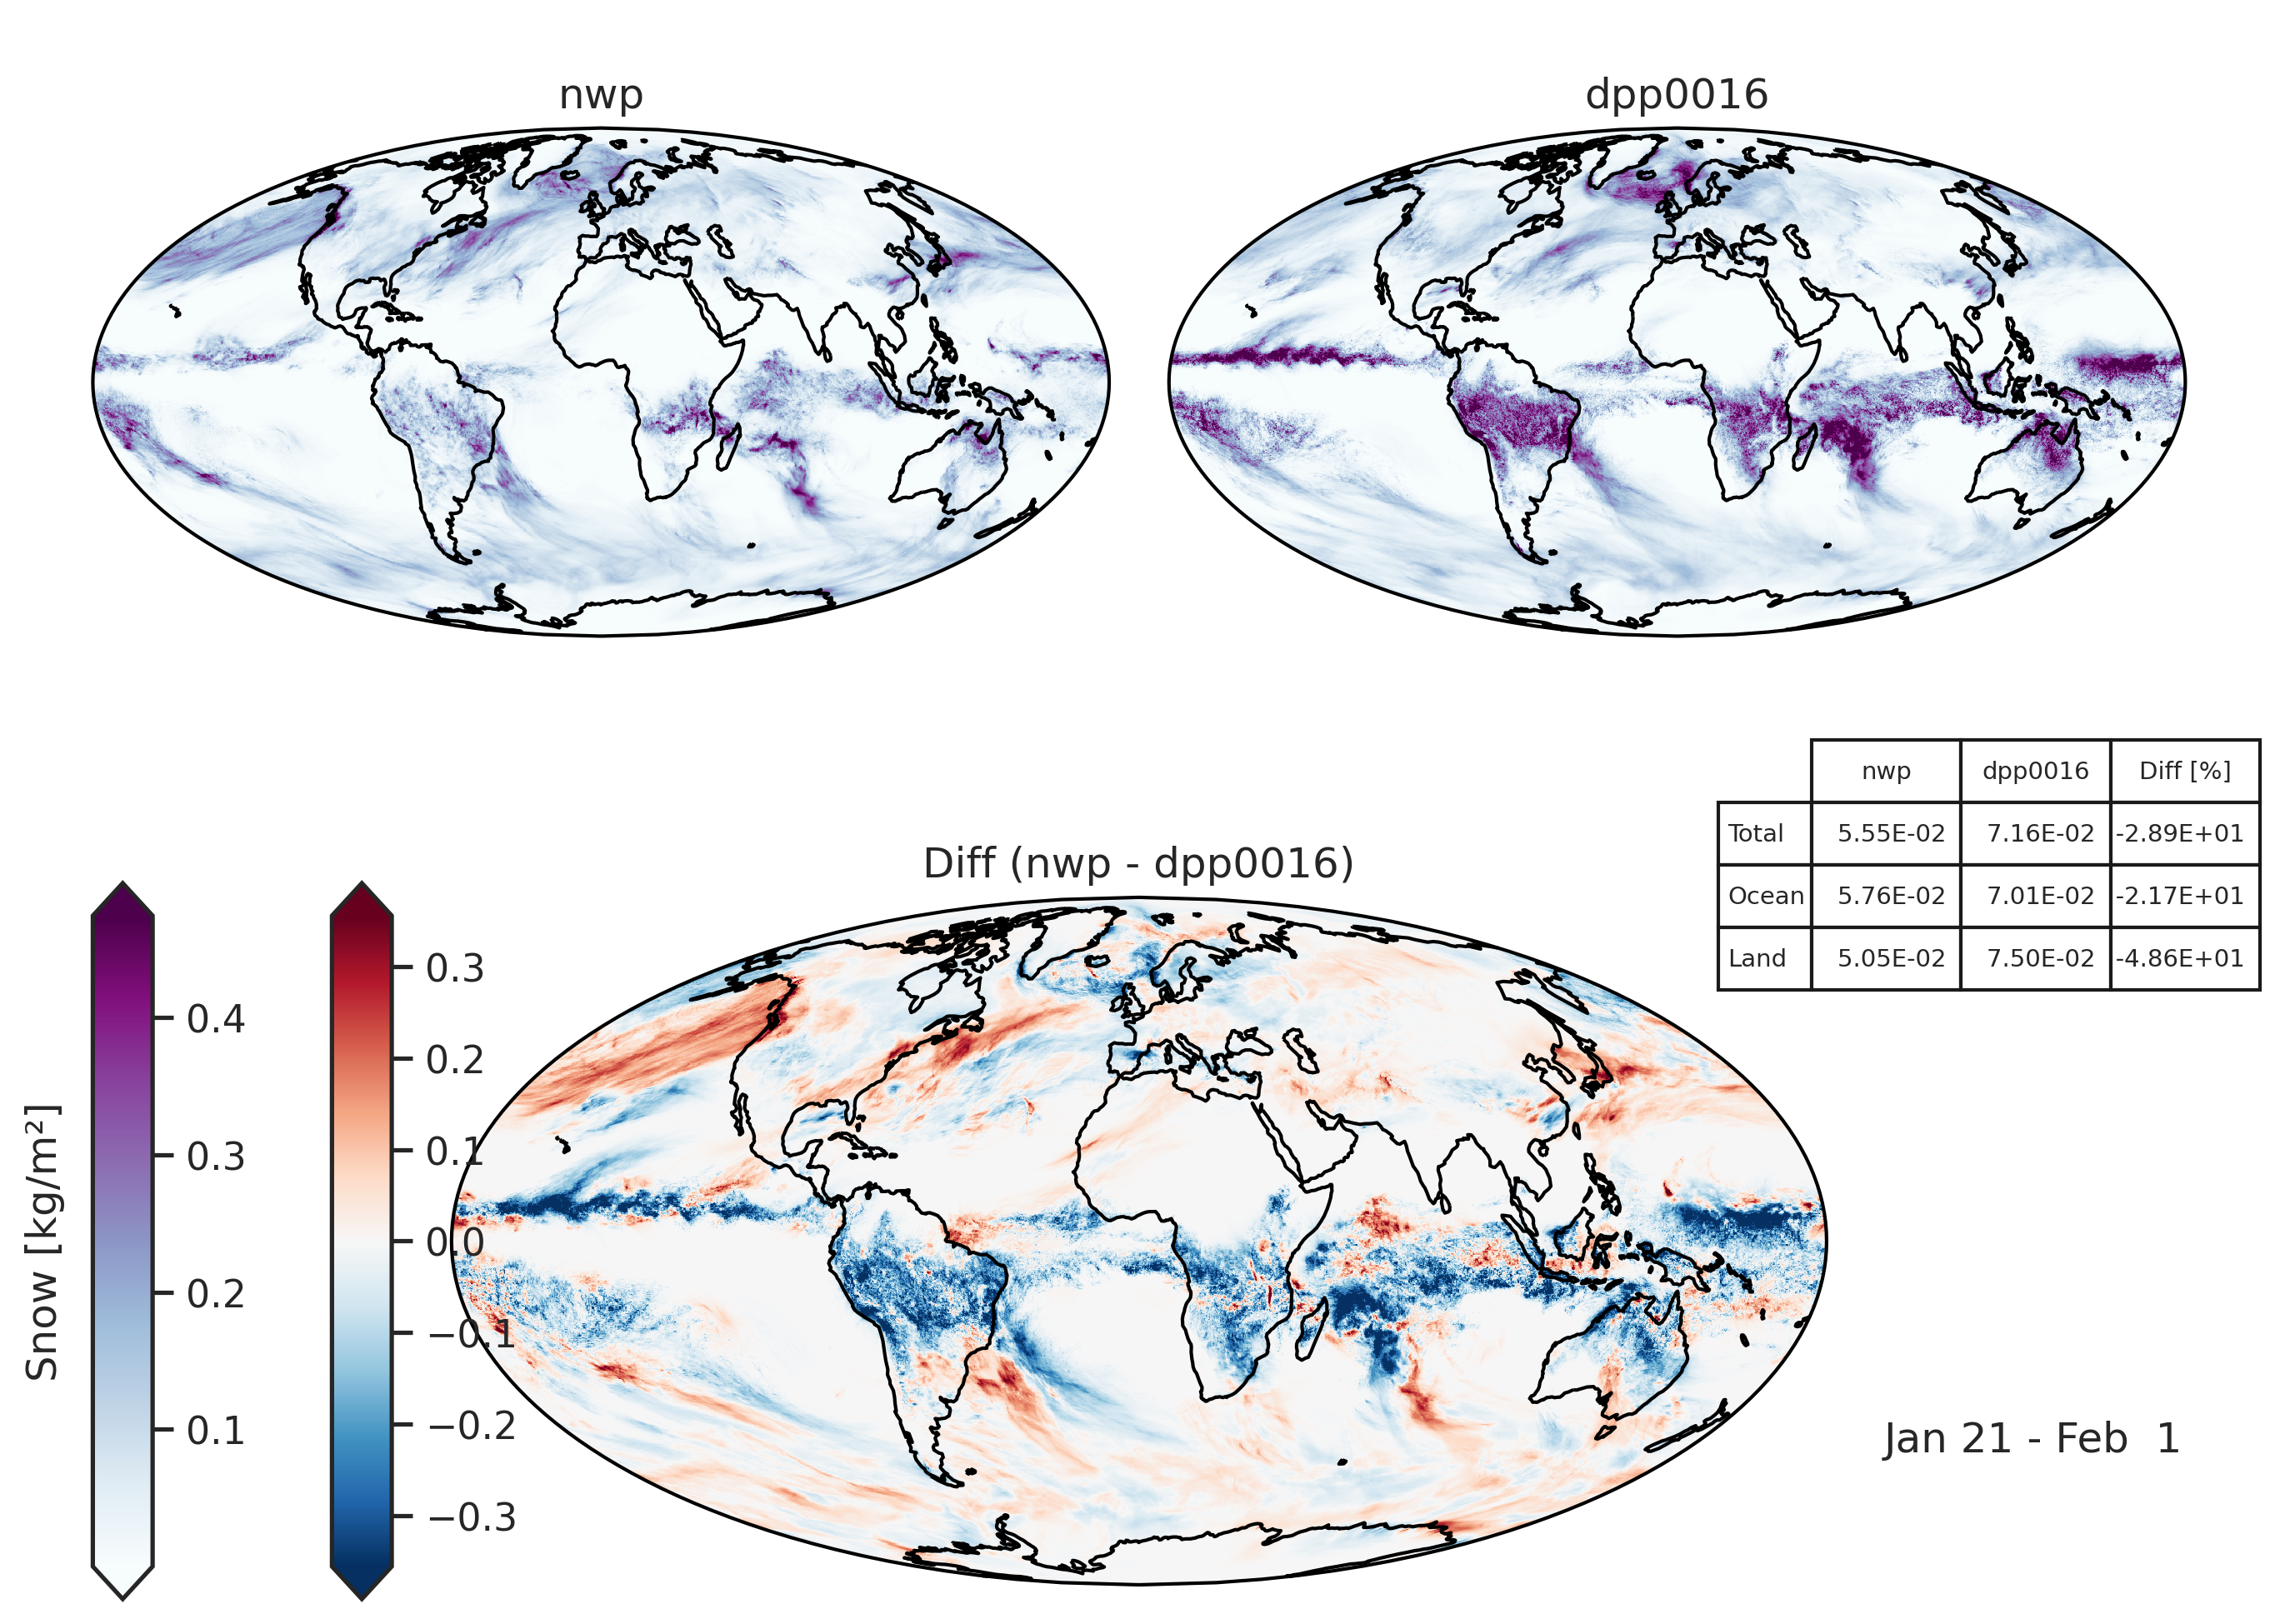 nwp
dpp0016
nwp dpp0016 Diff [%]
Total 5.55E-02 7.16E-02 -2.89E+01
Ocean 5.76E-02 7.01E-02 -2.17E+01
Land 5.05E-02 7.50E-02 -4.86E+01
Diff (nwp - dpp0016)
Snow [kg/m²]
0.4
0.3
0.2
0.1
0.3
0.2
0.1
0.0
−0.1
−0.2
−0.3
Jan 21 - Feb  1